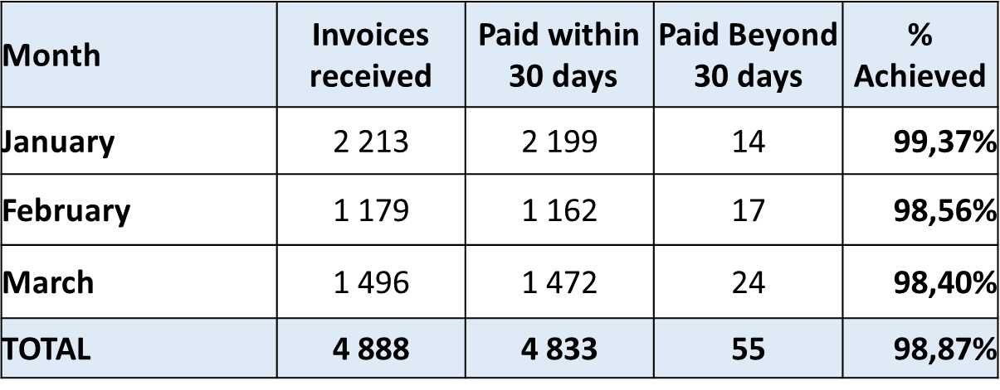 Month Invoices received Paid within 30 days Paid Beyond 30 days % Achieved
January 2 213 2 199 14 99,37%
February 1 179 1 162 17 98,56%
March 1 496 1 472 24 98,40%
TOTAL 4 888 4 833 55 98,87%